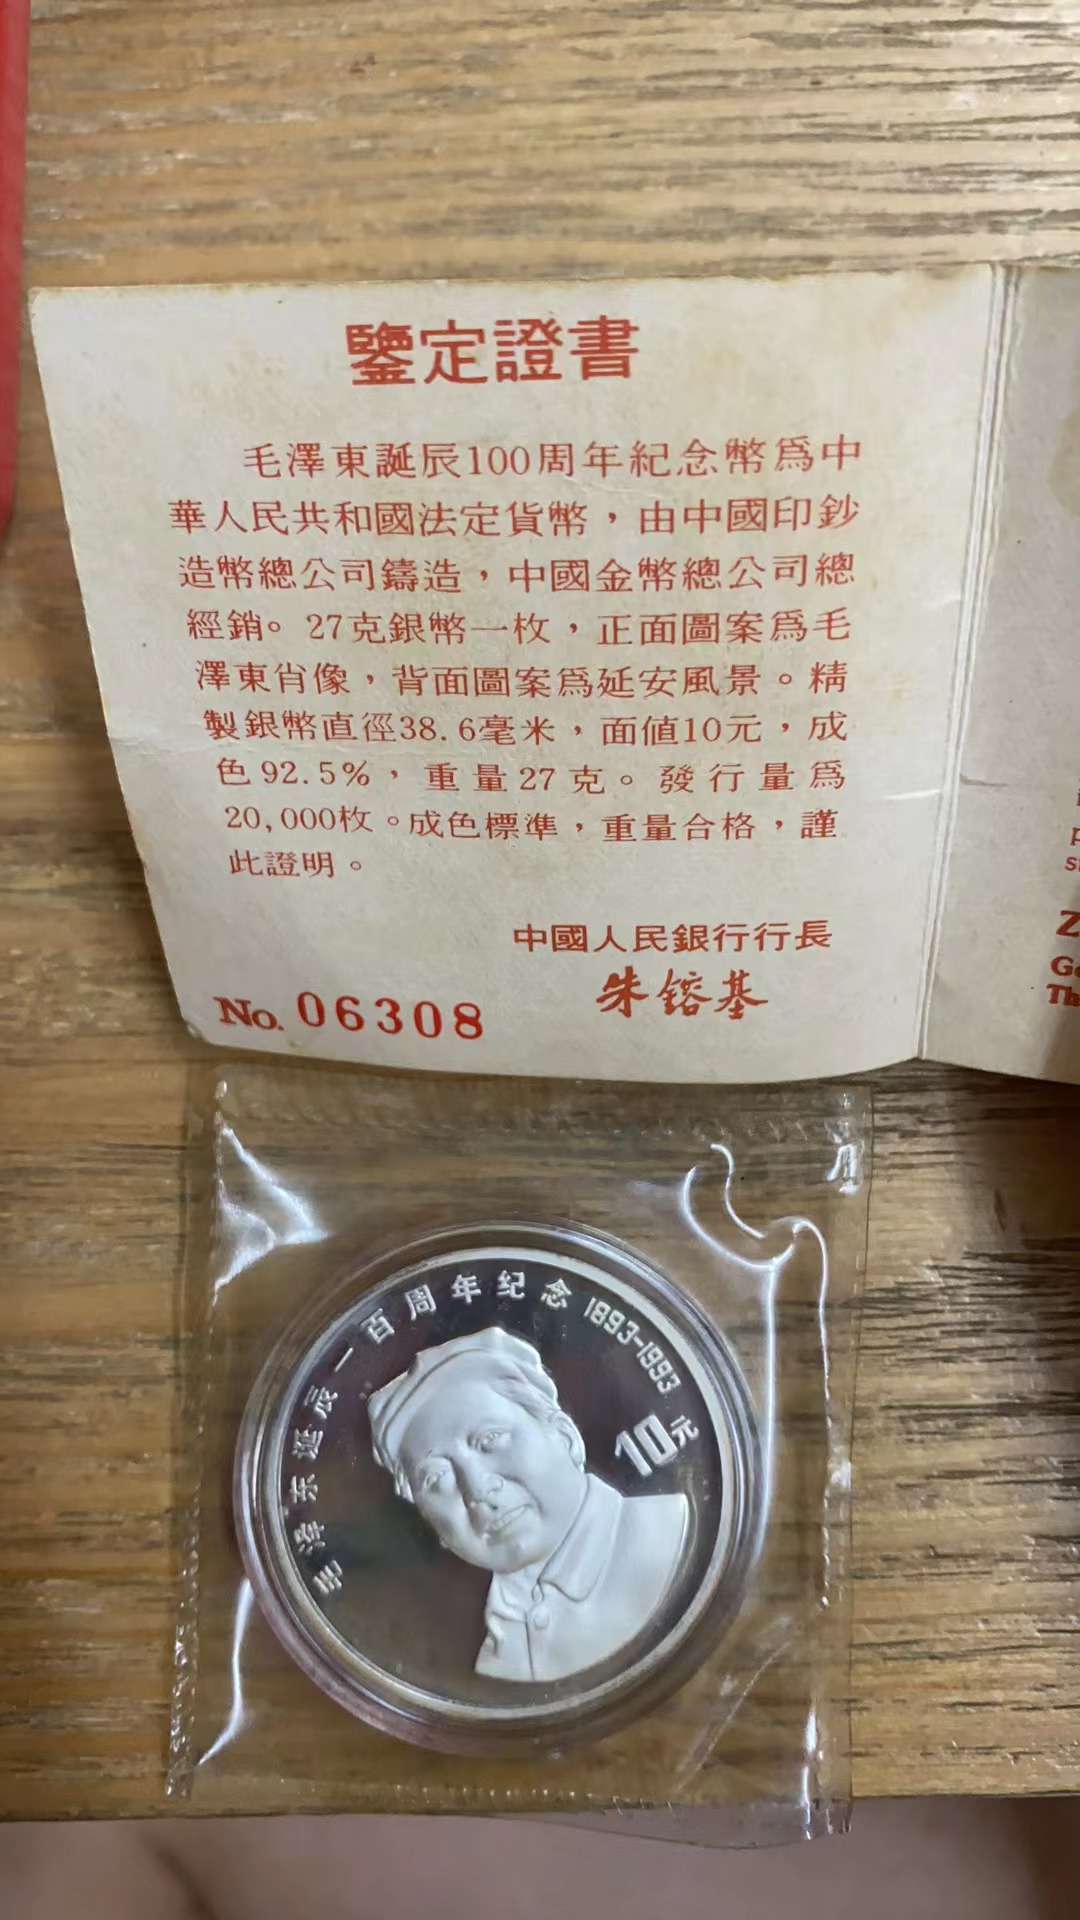 鑒定證書
毛澤東誕辰100周年紀念幣爲中
華人民共和國法定貨幣，由中國印鈔
造幣總公司鑄造，中國金幣總公司總
經銷。27克銀幣一枚，正面圖案爲毛
澤東肖像，背面圖案爲延安風景。精
製銀幣直徑38.6毫米，面値10元，成
色92.5%，重量27克。發行量爲
20,000枚。成色標準，重量合格，謹
此證明。
中國人民銀行行長
朱鎔基
No. 06308
毛泽东诞辰一百周年纪念 1893-1993
10元